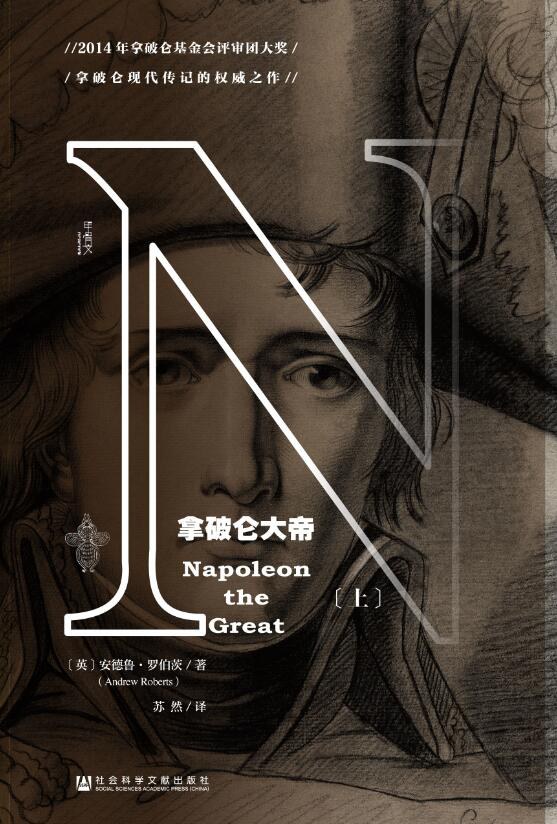 //2014年拿破仑基金会评审团大奖/
/拿破仑现代传记的权威之作//
N
甲骨文
拿破仑大帝
Napoleon
the
Great
〔上〕
〔英〕安德鲁·罗伯茨/著
(Andrew Roberts)
苏然/译
社会科学文献出版社
SOCIAL SCIENCES ACADEMIC PRESS (CHINA)